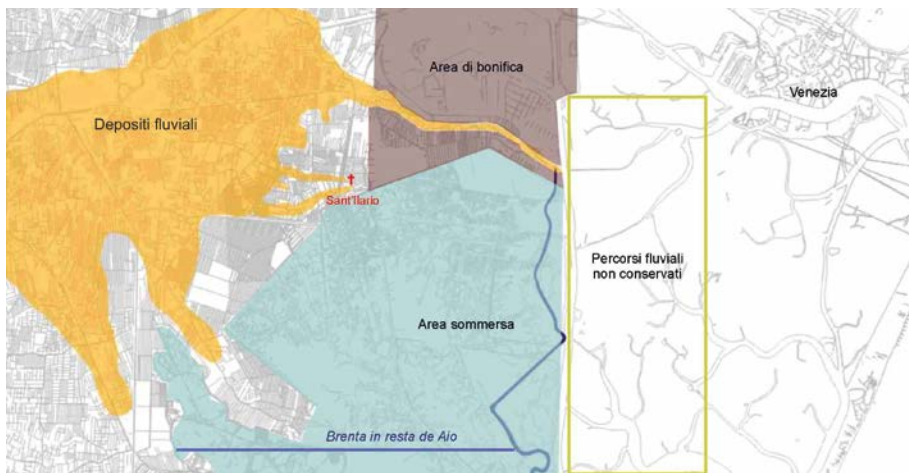 Area di bonifica
Venezia
Depositi fluviali
Sant'Ilario
Percorsi fluviali
non conservati
Area sommersa
Brenta in resta de Aio